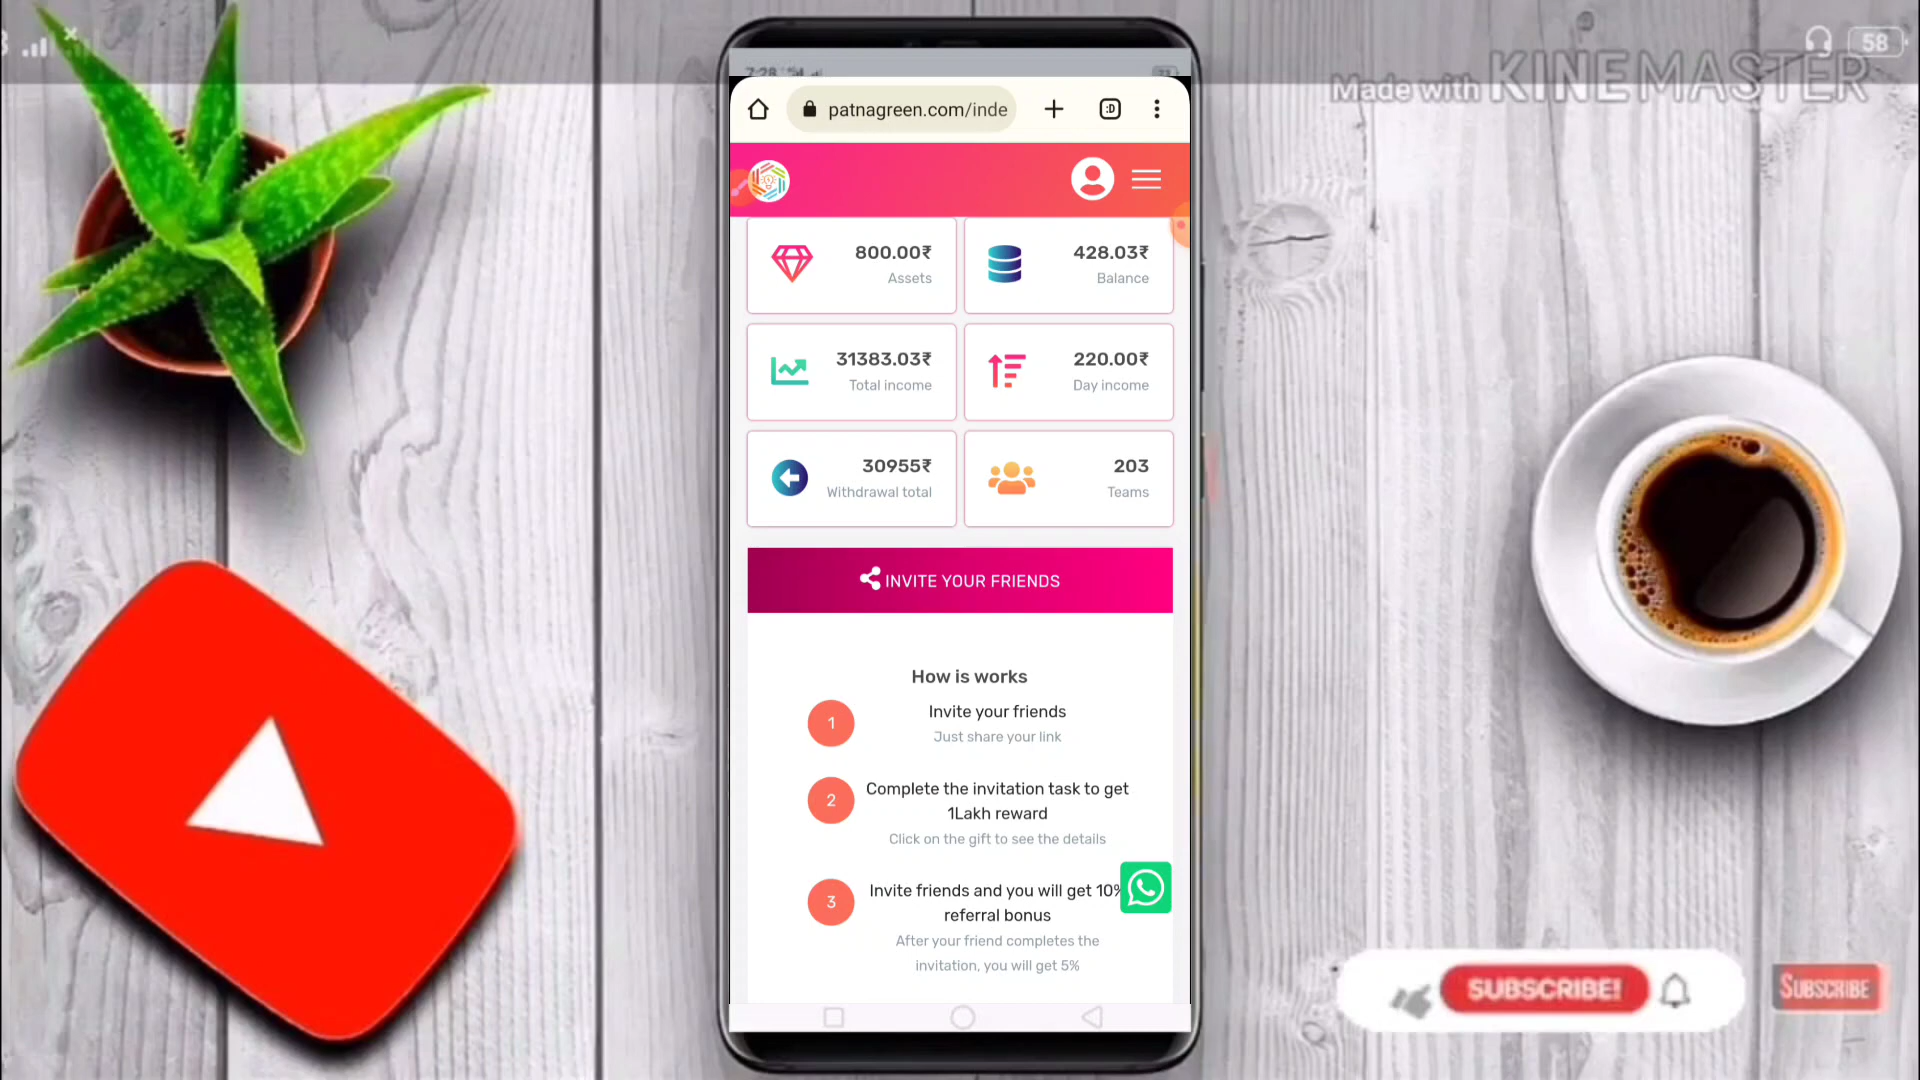 58
Made with KINEMASTER
7:28
patnagreen.com/inde
:D
800.00₹
Assets
428.03₹
Balance
31383.03₹
Total income
220.00₹
Day income
30955₹
Withdrawal total
203
Teams
INVITE YOUR FRIENDS
How is works
1
Invite your friends
Just share your link
2
Complete the invitation task to get
1Lakh reward
Click on the gift to see the details
3
Invite friends and you will get 10%
referral bonus
After your friend completes the
invitation, you will get 5%
SUBSCRIBE!
SUBSCRIBE